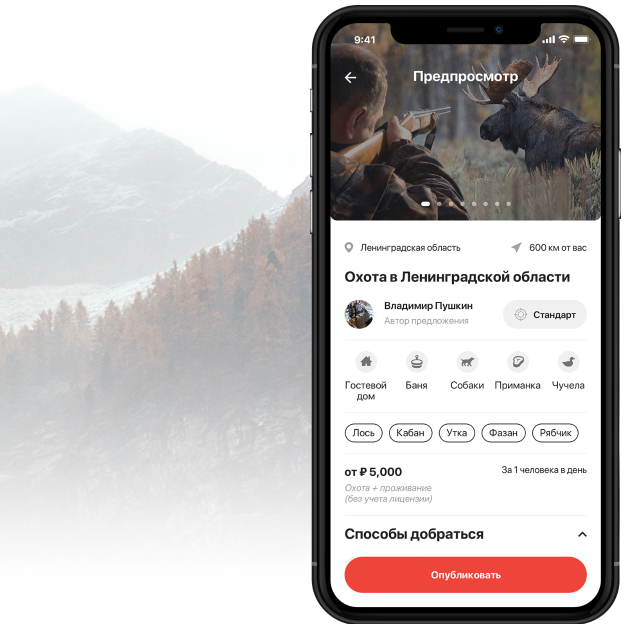 9:41
Предпросмотр
Ленинградская область
600 км от вас
Охота в Ленинградской области
Владимир Пушкин
Автор предложения
Стандарт
Гостевой
дом
Баня
Собаки
Приманка
Чучела
Лось
Кабан
Утка
Фазан
Рябчик
от ₽ 5,000
За 1 человека в день
Охота + проживание
(без учета лицензии)
Способы добраться
Опубликовать